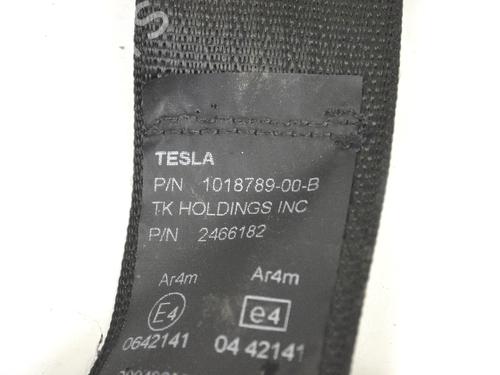 TESLA
P/N 1018789-00-B
TK HOLDINGS INC
P/N 2466182
Ar4m Ar4m
E4 e4
0642141 04 42141